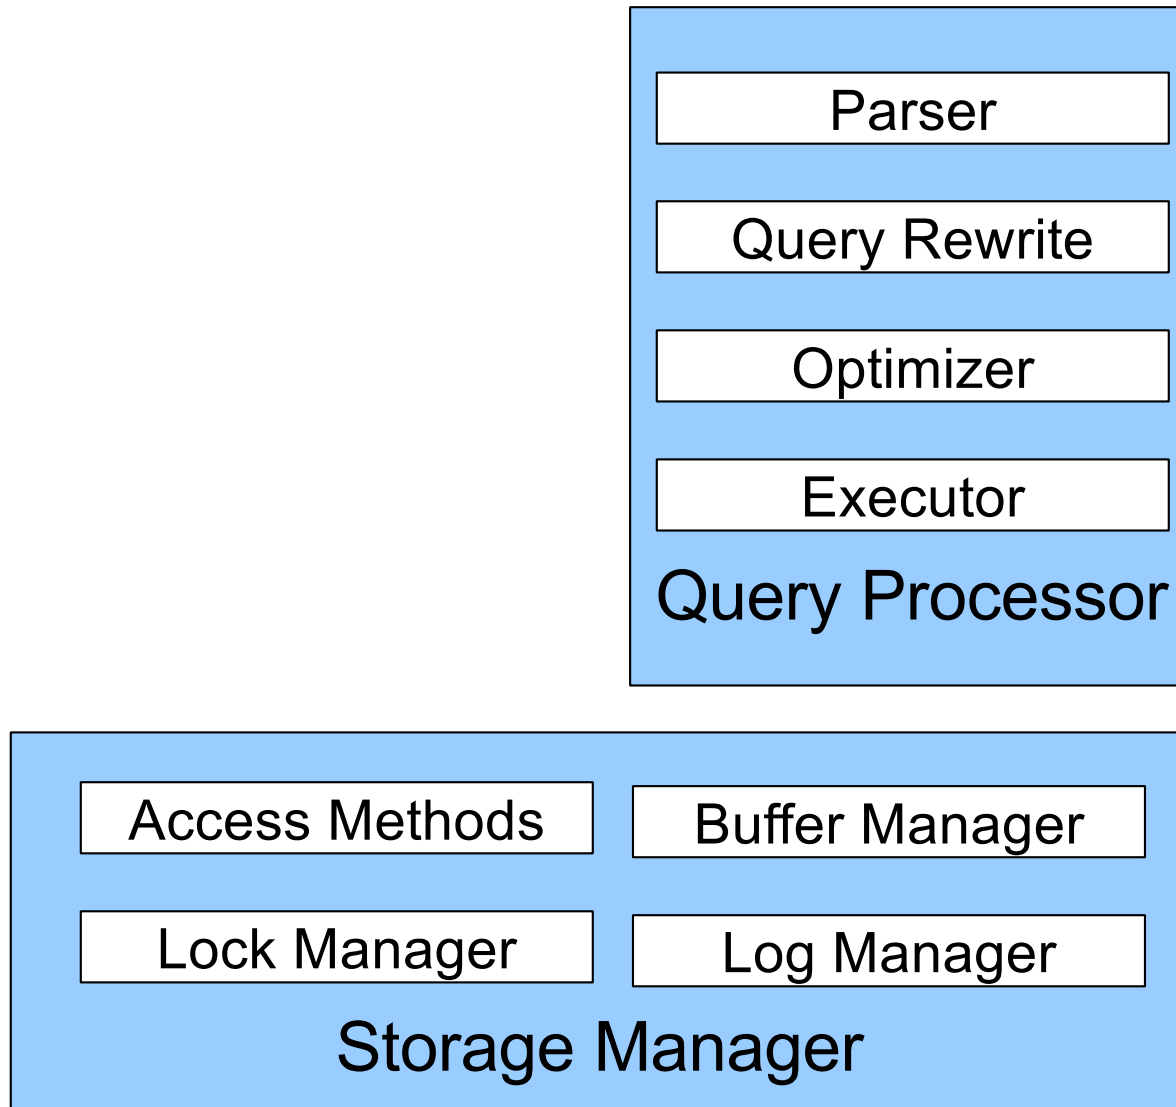 Parser
Query Rewrite
Optimizer
Executor
Query Processor
Access Methods
Buffer Manager
Lock Manager
Log Manager
Storage Manager